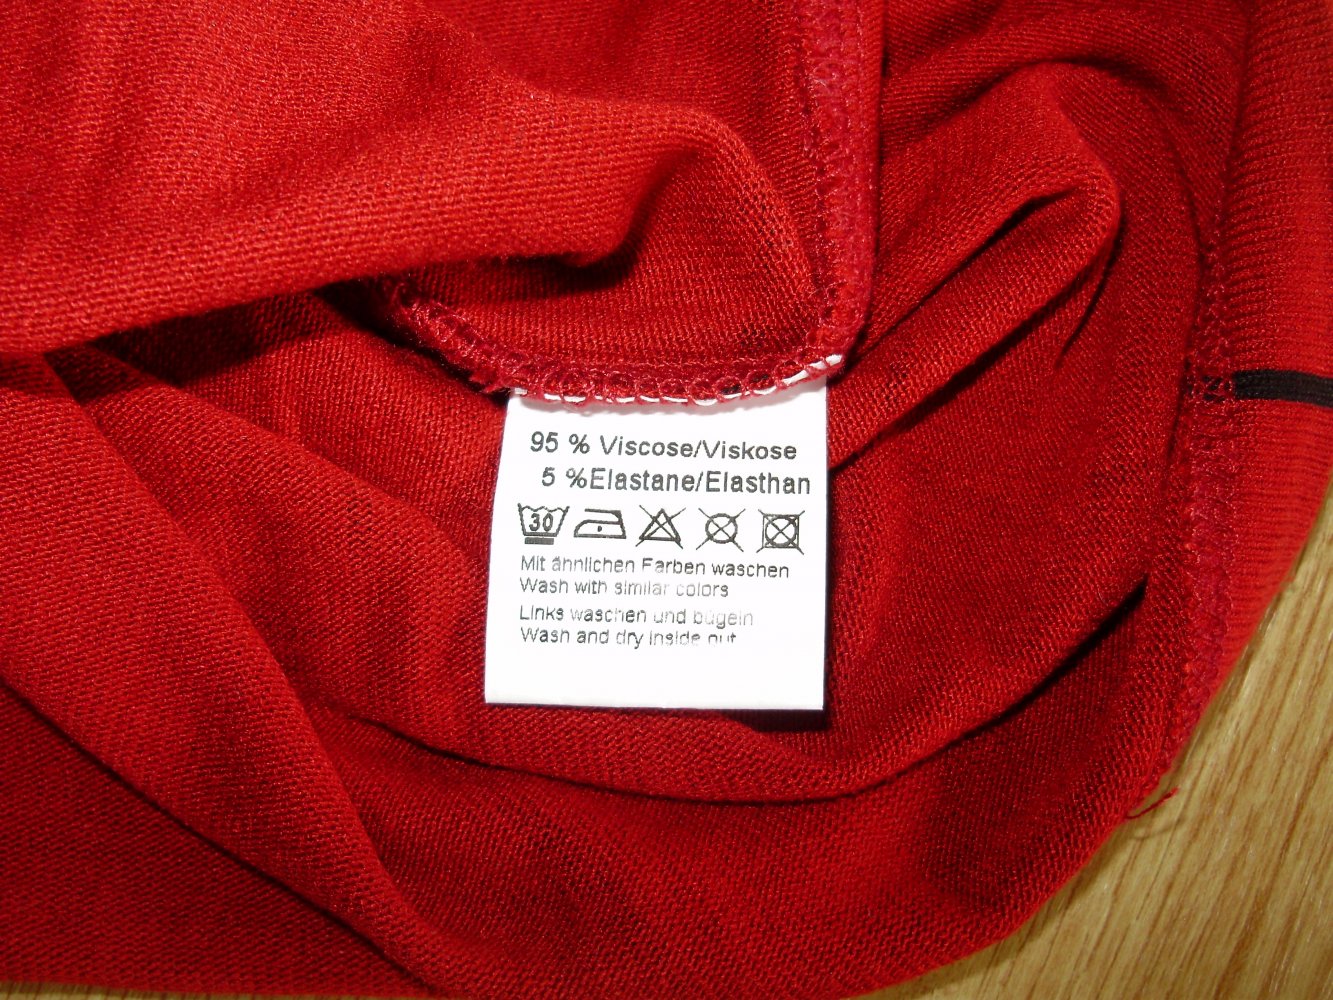 95 % Viscose/Viskose
5 %Elastane/Elasthan
30
Mit ähnlichen Farben waschen
Wash with similar colors
Links waschen und bügeln
Wash and dry inside out